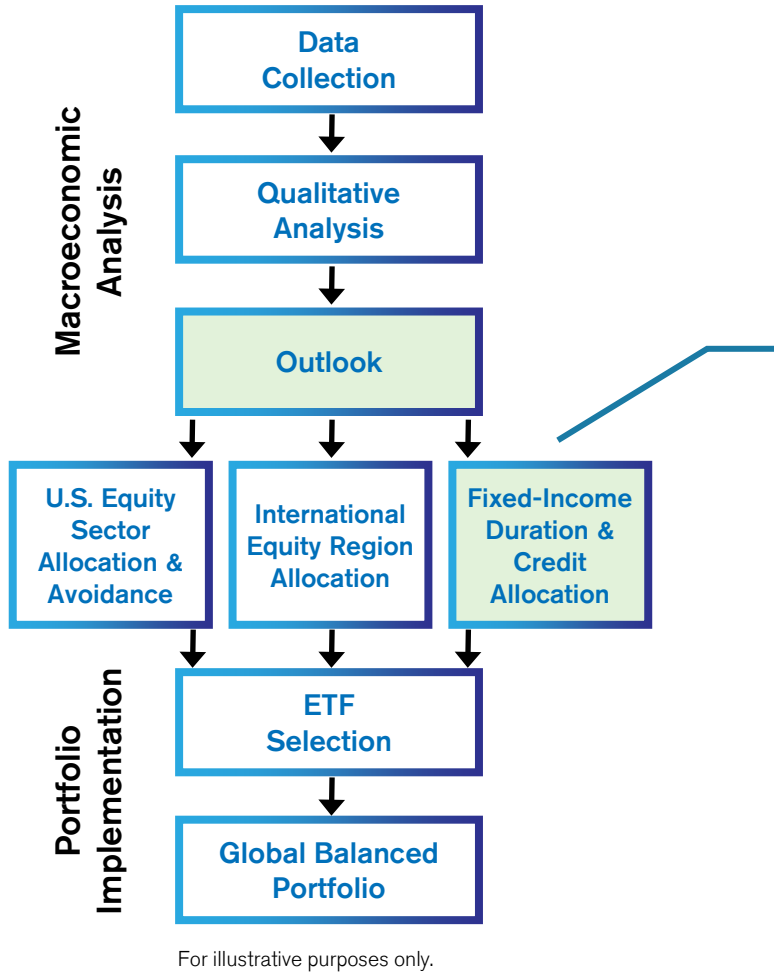 Macroeconomic
Analysis
Data
Collection
Qualitative
Analysis
Outlook
U.S. Equity
Sector
Allocation &
Avoidance
International
Equity Region
Allocation
Fixed-Income
Duration &
Credit
Allocation
Portfolio
Implementation
ETF
Selection
Global Balanced
Portfolio
For illustrative purposes only.